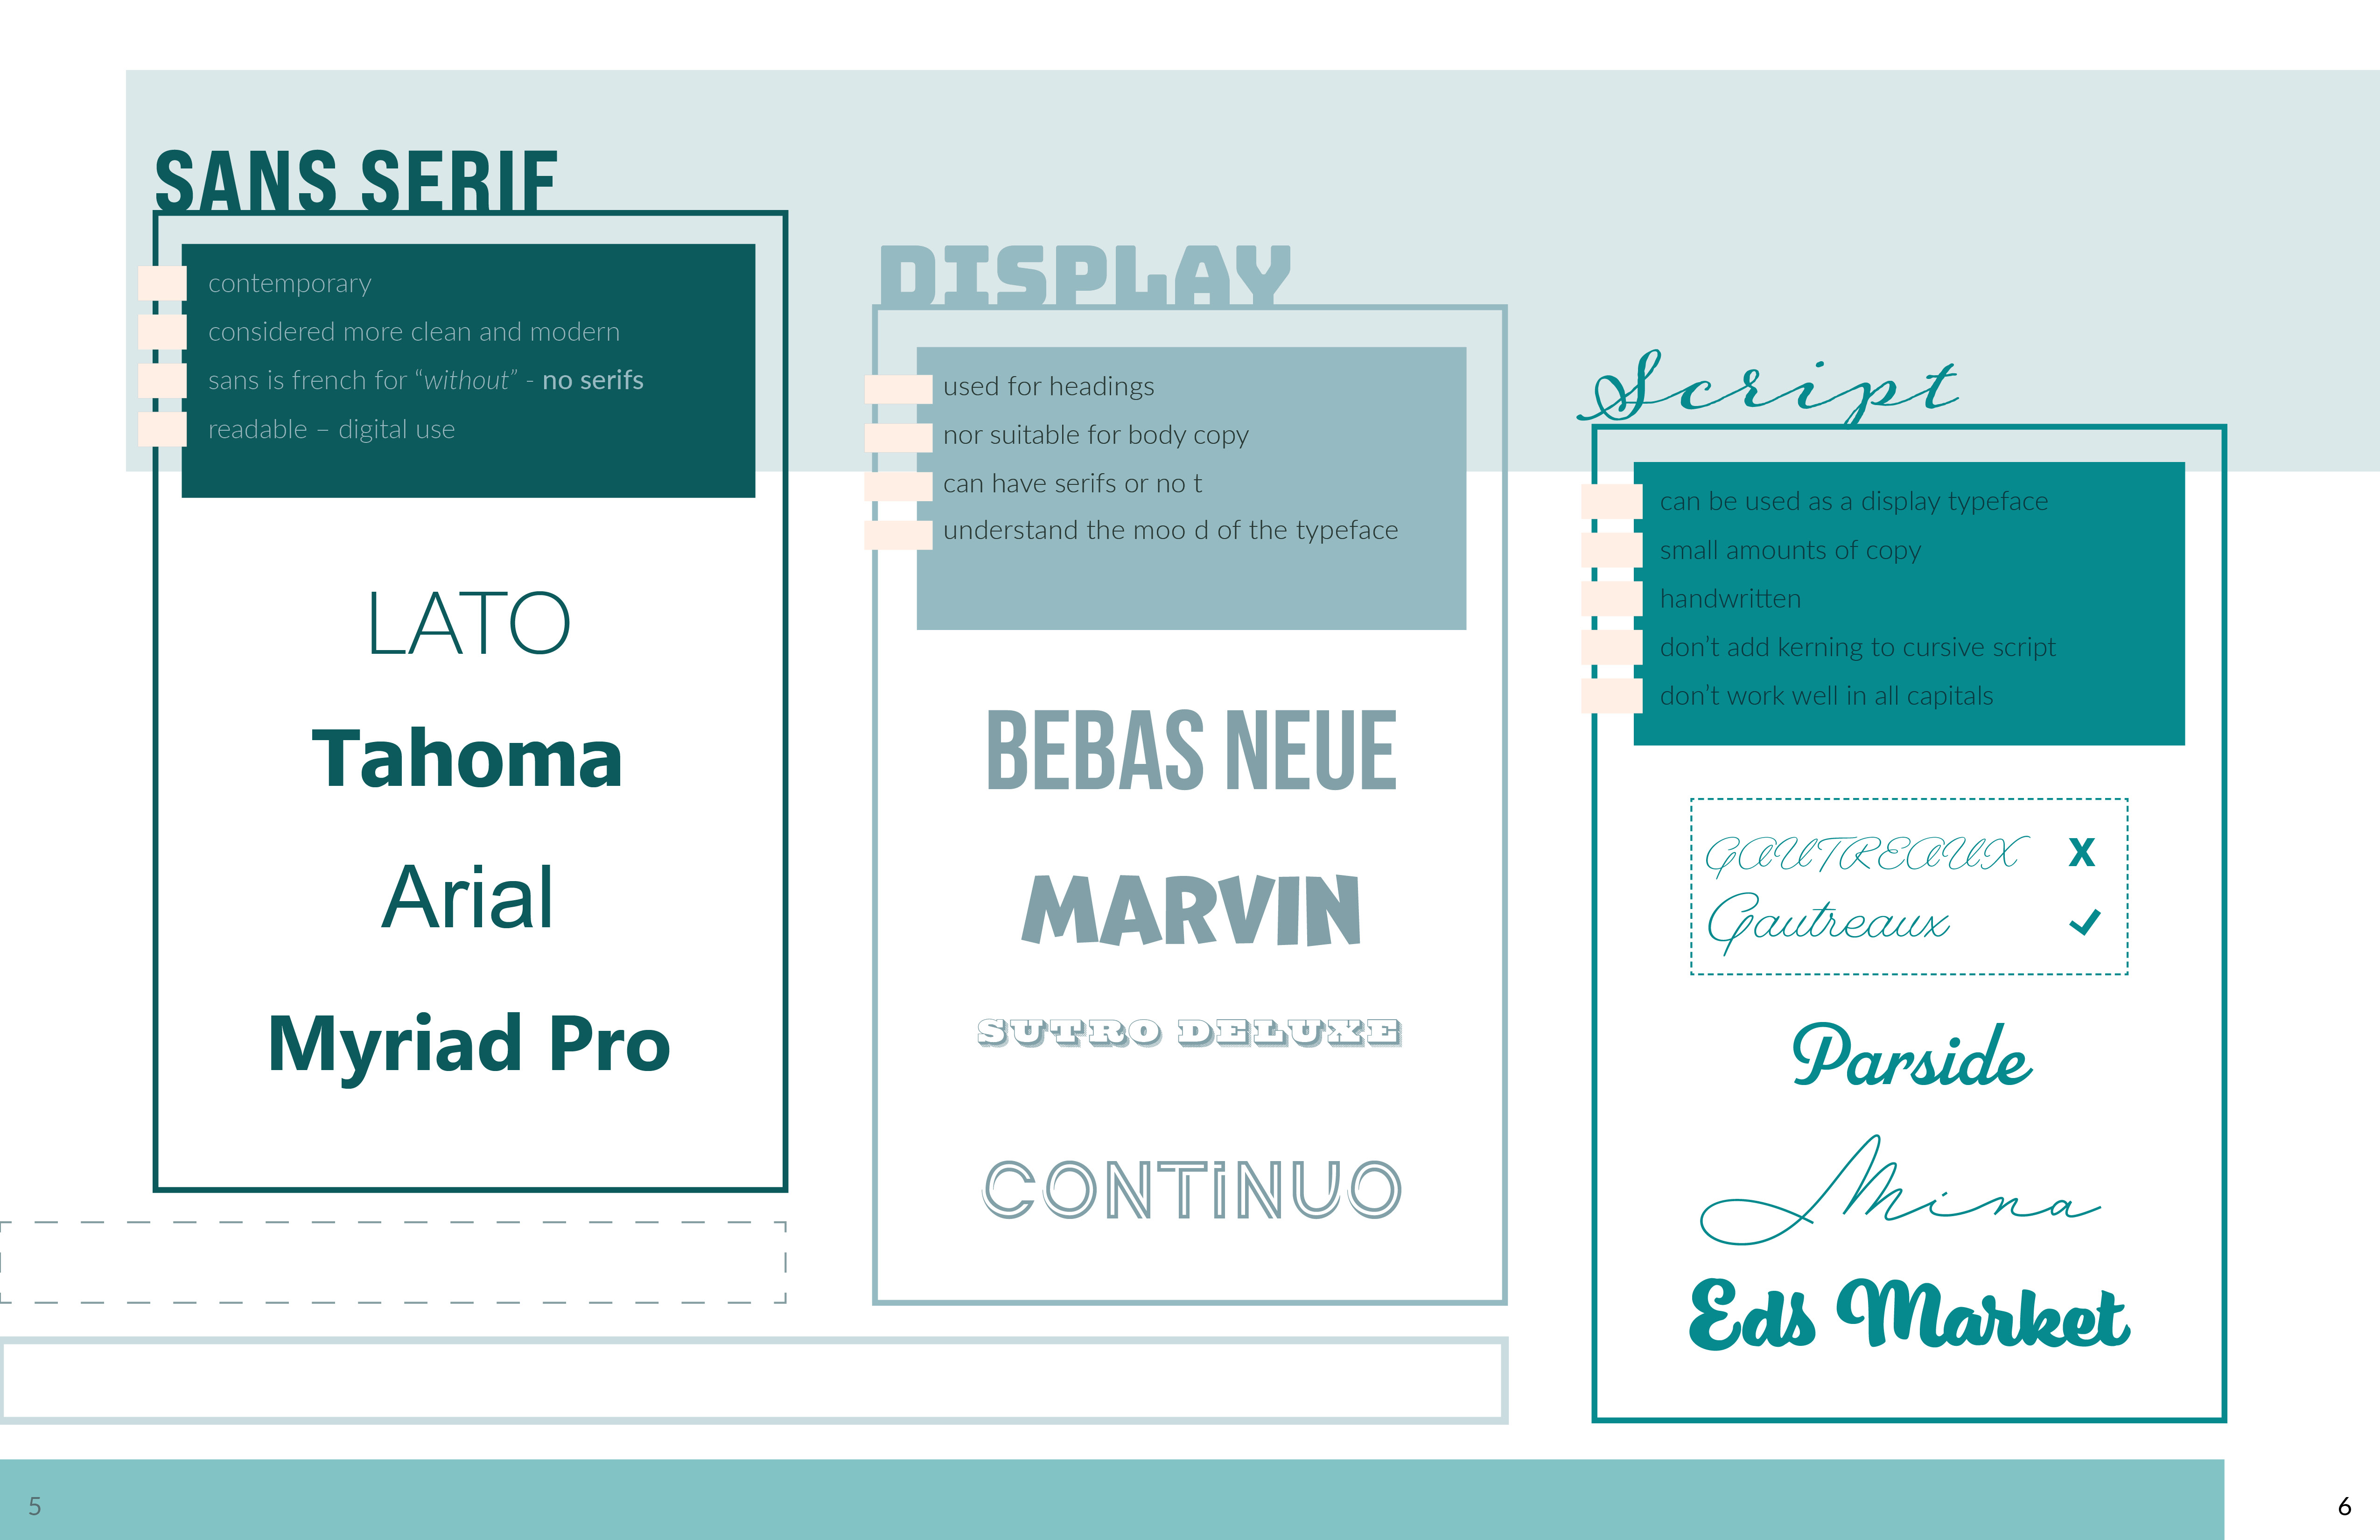 SANS SERIF
contemporary
considered more clean and modern
sans is french for “without” - no serifs
readable – digital use
LATO
Tahoma
Arial
Myriad Pro
DISPLAY
used for headings
nor suitable for body copy
can have serifs or no t
understand the moo d of the typeface
BEBAS NEUE
MARVIN
SUTRO DELUXE
CONTiNUO
Script
can be used as a display typeface
small amounts of copy
handwritten
don’t add kerning to cursive script
don’t work well in all capitals
GAUTREAUX X
Gautreaux ✓
Parside
Mina
Eds Market
5
6